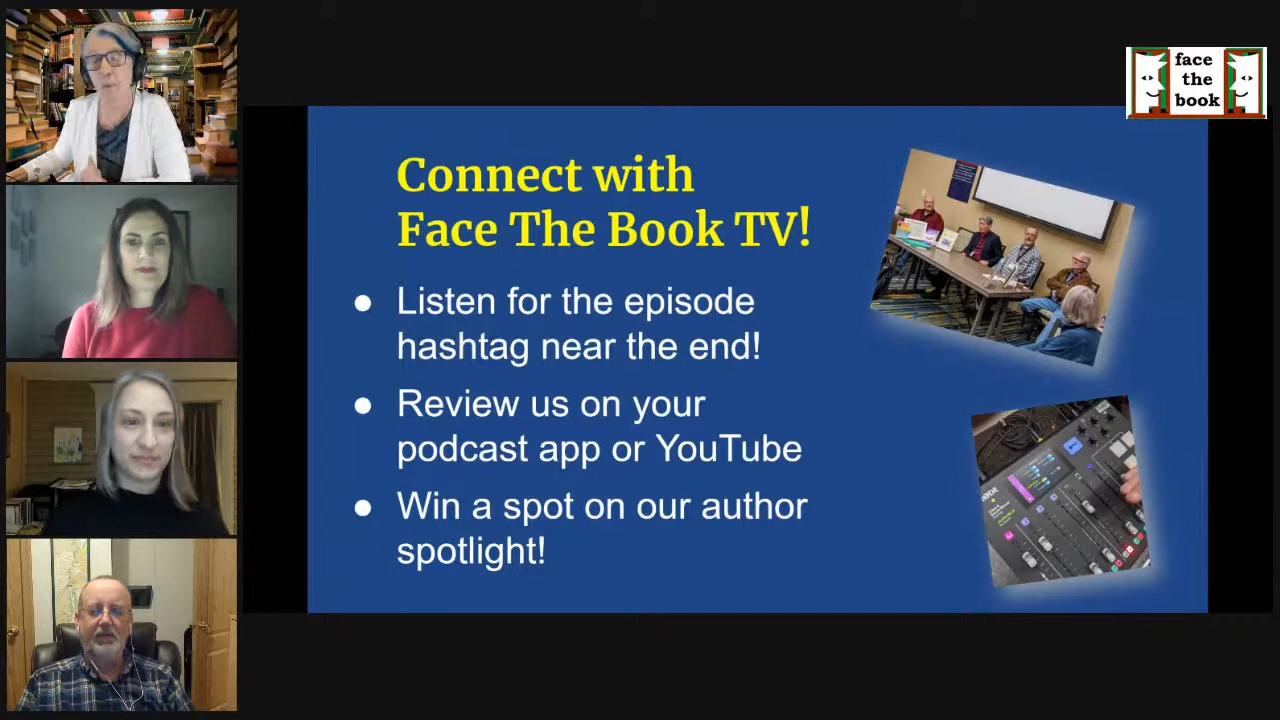 face
the
book
Connect with
Face The Book TV!
● Listen for the episode
hashtag near the end!
● Review us on your
podcast app or YouTube
● Win a spot on our author
spotlight!